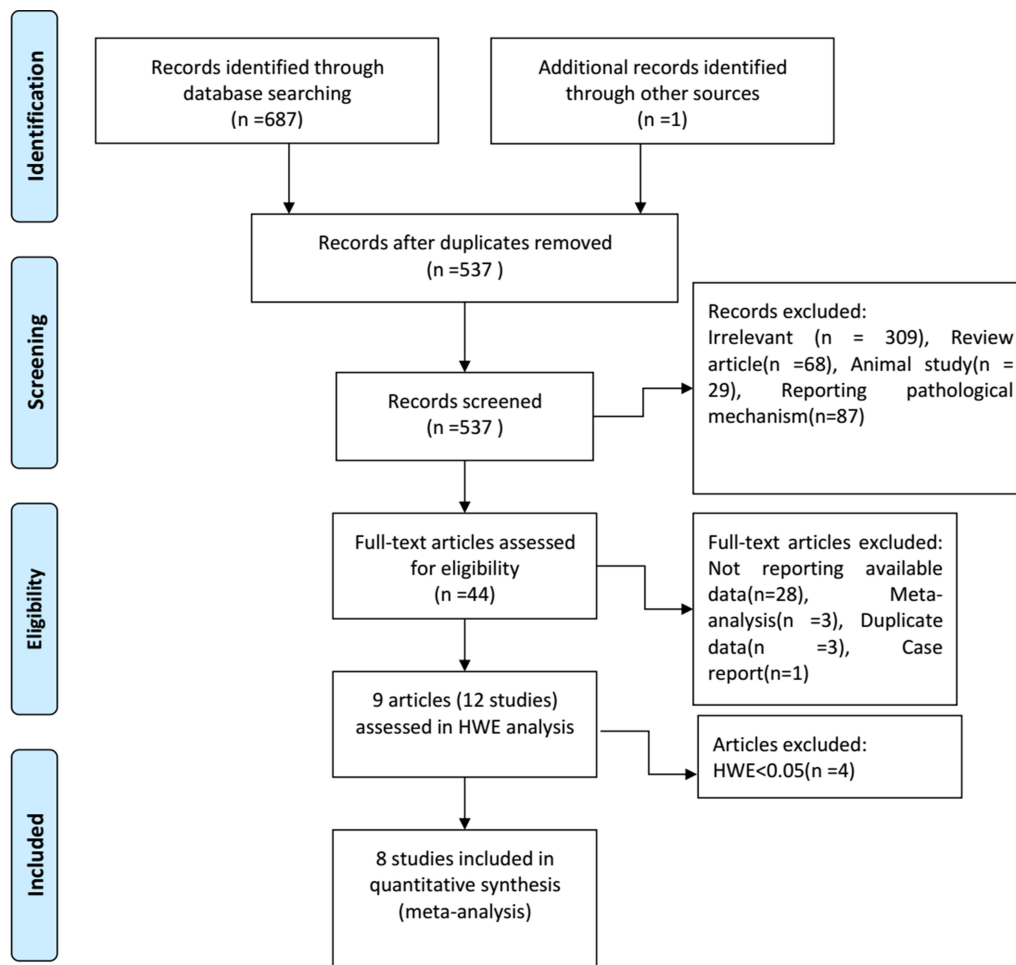 Identification
Records identified through
database searching
(n =687)
Additional records identified
through other sources
(n =1)
Records after duplicates removed
(n =537 )
Screening
Records screened
(n =537 )
Records excluded:
Irrelevant (n = 309), Review
article(n =68), Animal study(n =
29), Reporting pathological
mechanism(n=87)
Eligibility
Full-text articles assessed
for eligibility
(n =44)
Full-text articles excluded:
Not reporting available
data(n=28), Meta-
analysis(n =3), Duplicate
data(n =3), Case
report(n=1)
9 articles (12 studies)
assessed in HWE analysis
Articles excluded:
HWE<0.05(n =4)
Included
8 studies included in
quantitative synthesis
(meta-analysis)